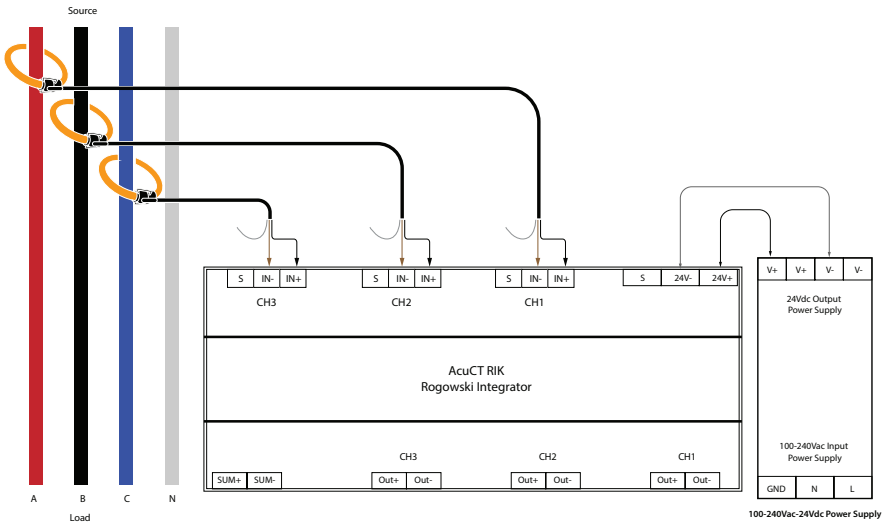 Source
S IN- IN+
CH3
S IN- IN+
CH2
S IN- IN+
CH1
S 24V- 24V+
V+ V+ V- V-
24Vdc Output
Power Supply
AcuCT RIK
Rogowski Integrator
100-240Vac Input
Power Supply
SUM+ SUM-
CH3
Out+ Out-
CH2
Out+ Out-
CH1
Out+ Out-
GND N L
100-240Vac-24Vdc Power Supply
A B C N
Load